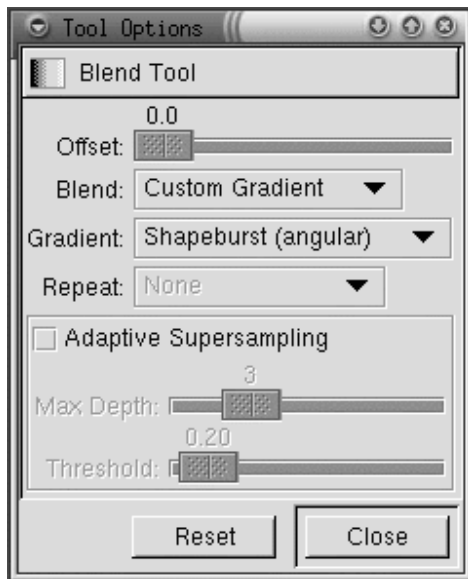 Tool Options
Blend Tool
0.0
Offset:
Blend: Custom Gradient
Gradient: Shapeburst (angular)
Repeat: None
Adaptive Supersampling
3
Max Depth:
0.20
Threshold:
Reset Close